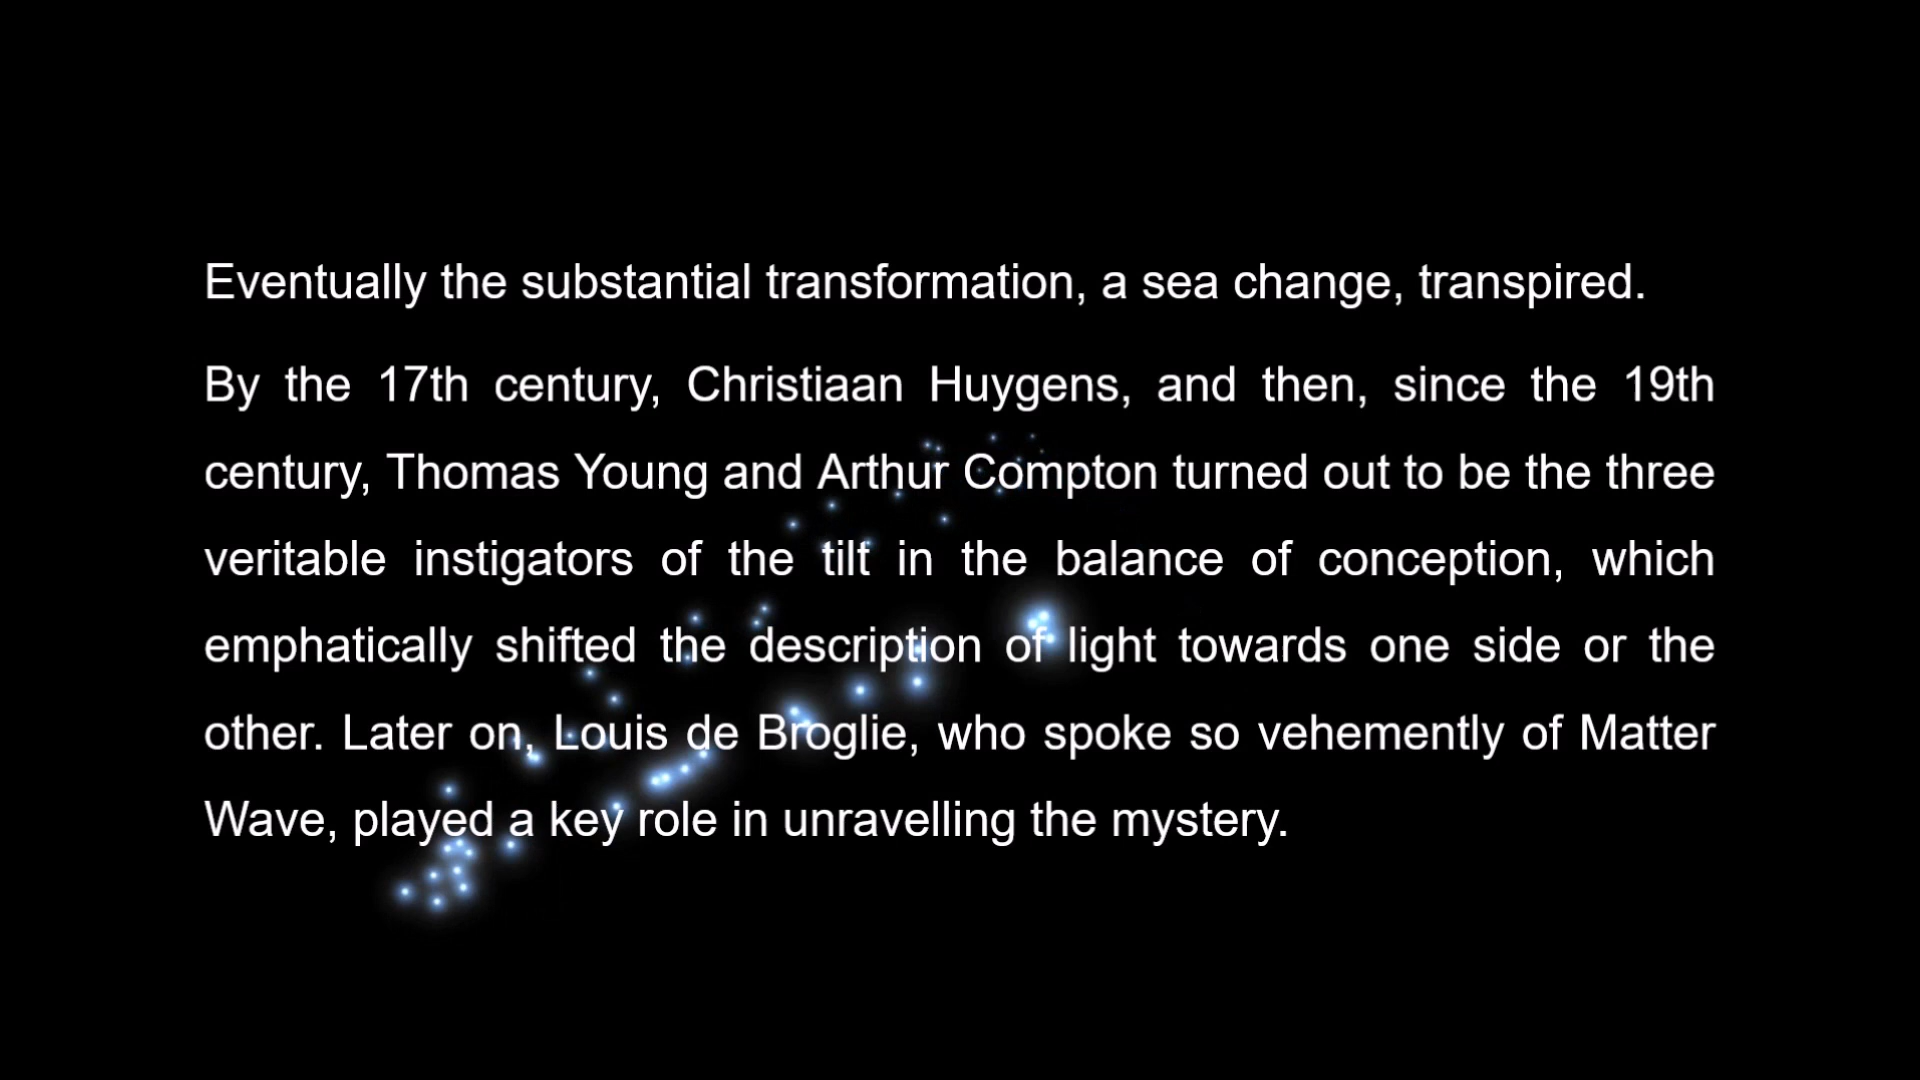 Eventually the substantial transformation, a sea change, transpired.
By the 17th century, Christiaan Huygens, and then, since the 19th
century, Thomas Young and Arthur Compton turned out to be the three
veritable instigators of the tilt in the balance of conception, which
emphatically shifted the description of light towards one side or the
other. Later on, Louis de Broglie, who spoke so vehemently of Matter
Wave, played a key role in unravelling the mystery.